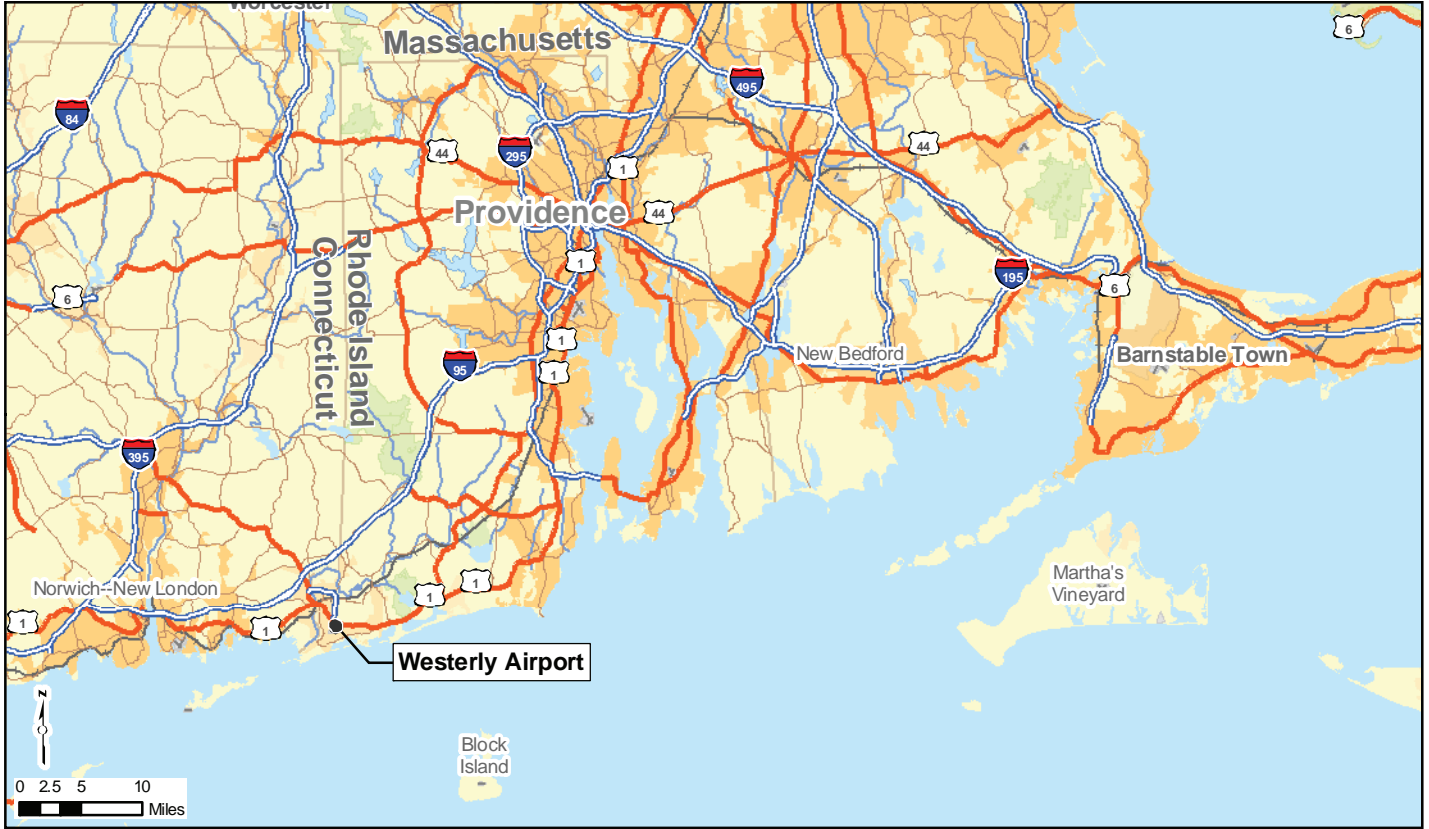 Worcester
Massachusetts
6
84
495
44
295
1
44
44
Providence
1
Rhode Island
Connecticut
195
6
6
1
New Bedford
Barnstable Town
95
1
395
Norwich--New London
1
1
1
1
Martha's
Vineyard
Westerly Airport
N
Block
Island
0 2.5 5 10
Miles